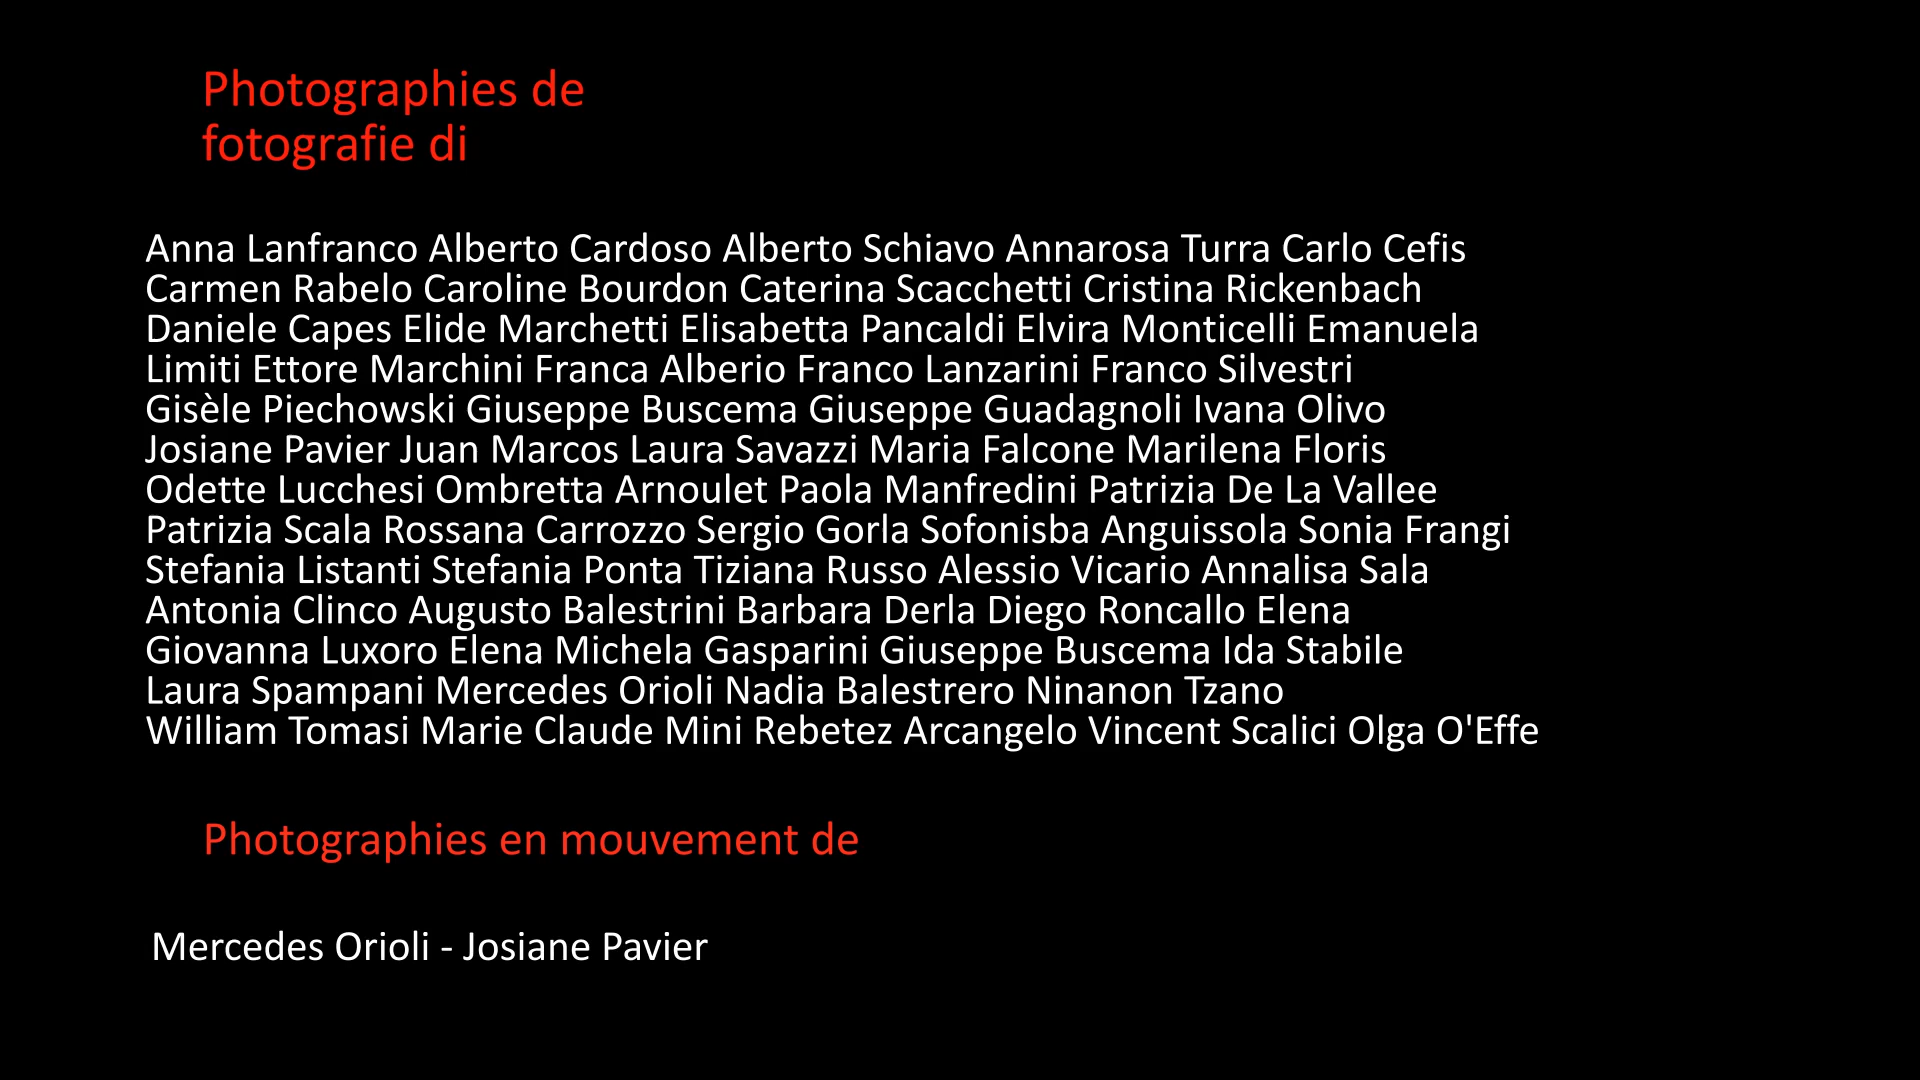 Photographies de
fotografie di
Anna Lanfranco Alberto Cardoso Alberto Schiavo Annarosa Turra Carlo Cefis
Carmen Rabelo Caroline Bourdon Caterina Scacchetti Cristina Rickenbach
Daniele Capes Elide Marchetti Elisabetta Pancaldi Elvira Monticelli Emanuela
Limiti Ettore Marchini Franca Alberio Franco Lanzarini Franco Silvestri
Gisèle Piechowski Giuseppe Buscema Giuseppe Guadagnoli Ivana Olivo
Josiane Pavier Juan Marcos Laura Savazzi Maria Falcone Marilena Floris
Odette Lucchesi Ombretta Arnoulet Paola Manfredini Patrizia De La Vallee
Patrizia Scala Rossana Carrozzo Sergio Gorla Sofonisba Anguissola Sonia Frangi
Stefania Listanti Stefania Ponta Tiziana Russo Alessio Vicario Annalisa Sala
Antonia Clinco Augusto Balestrini Barbara Derla Diego Roncallo Elena
Giovanna Luxoro Elena Michela Gasparini Giuseppe Buscema Ida Stabile
Laura Spampani Mercedes Orioli Nadia Balestrero Ninanon Tzano
William Tomasi Marie Claude Mini Rebetez Arcangelo Vincent Scalici Olga O'Effe
Photographies en mouvement de
Mercedes Orioli - Josiane Pavier